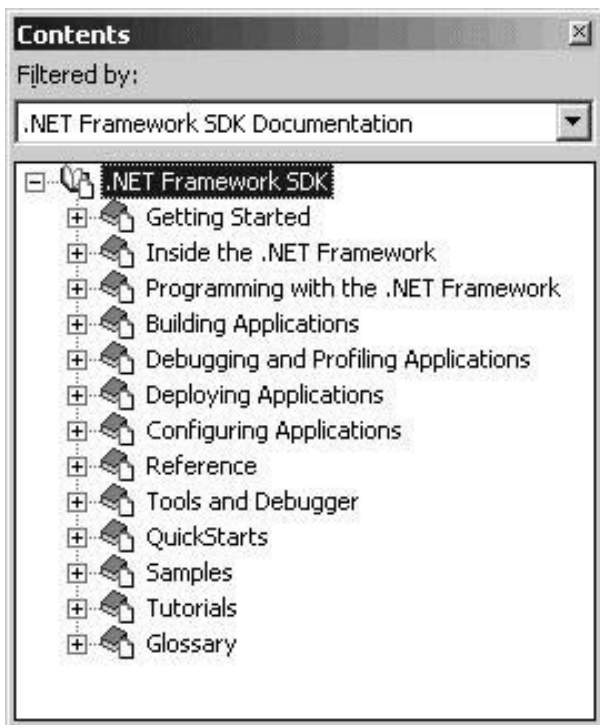 Contents
Filtered by:
.NET Framework SDK Documentation
.NET Framework SDK
Getting Started
Inside the .NET Framework
Programming with the .NET Framework
Building Applications
Debugging and Profiling Applications
Deploying Applications
Configuring Applications
Reference
Tools and Debugger
QuickStarts
Samples
Tutorials
Glossary